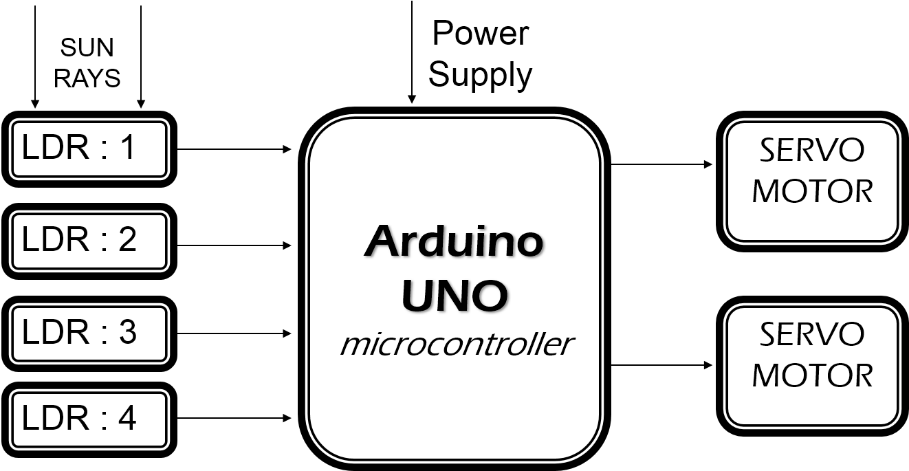 SUN
RAYS
Power
Supply
LDR : 1
LDR : 2
LDR : 3
LDR : 4
Arduino
UNO
microcontroller
SERVO
MOTOR
SERVO
MOTOR